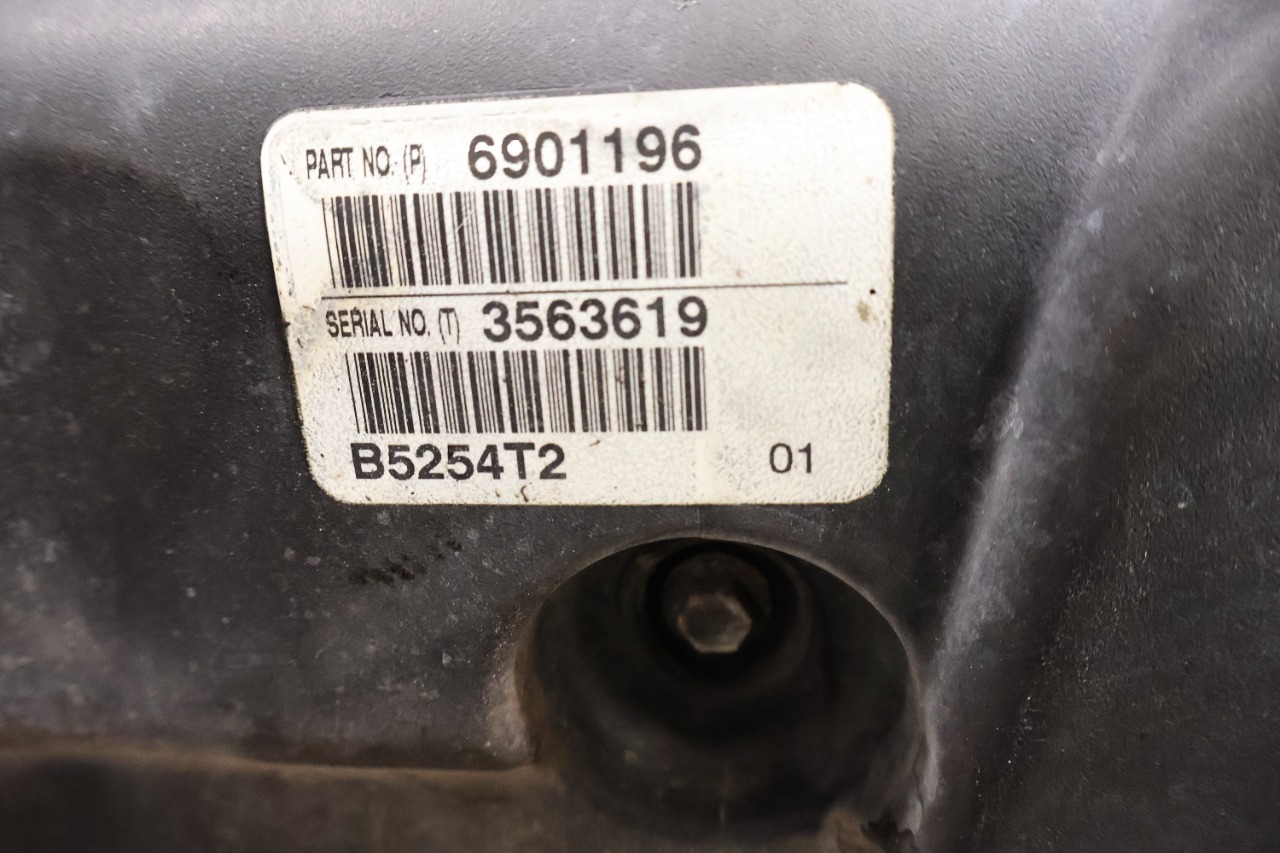 PART NO. (P) 6901196
SERIAL NO. (T) 3563619
B5254T2 01